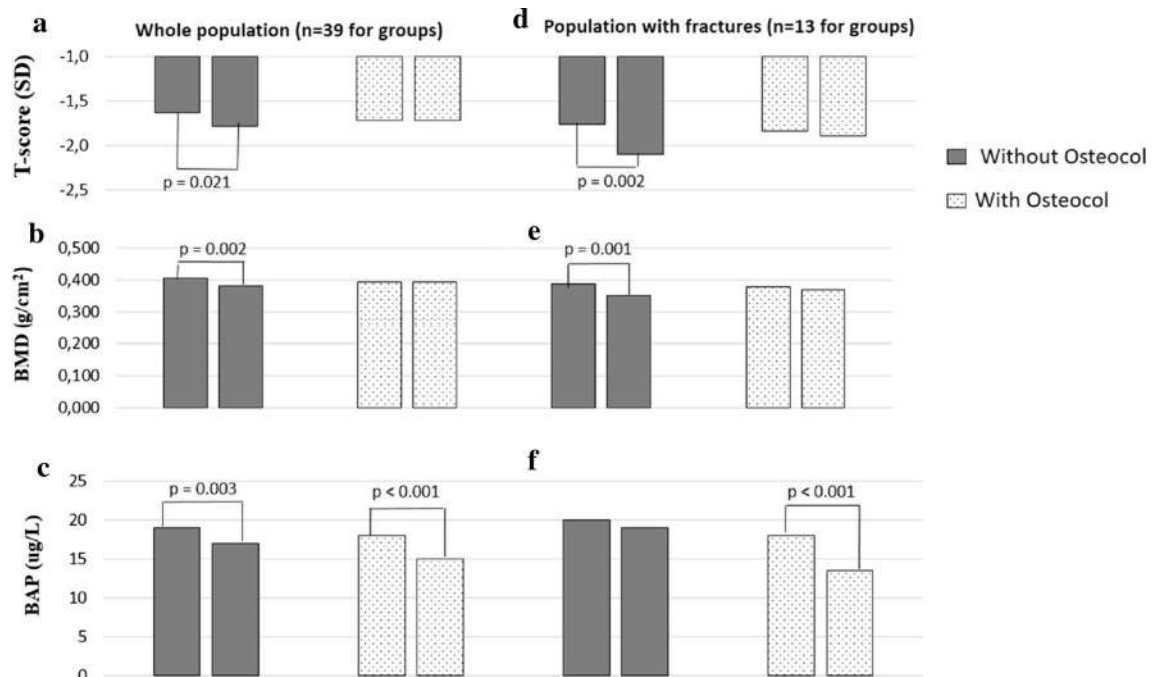 a
Whole population (n=39 for groups)
d
Population with fractures (n=13 for groups)
T-score (SD)
-1,0
-1,5
-2,0
-2,5
p = 0.021
p = 0.002
Without Osteocol
With Osteocol
b
e
BMD (g/cm²)
0,500
0,400
0,300
0,200
0,100
0,000
p = 0.002
p = 0.001
c
f
BAP (ug/L)
25
20
15
10
5
0
p = 0.003
p < 0.001
p < 0.001